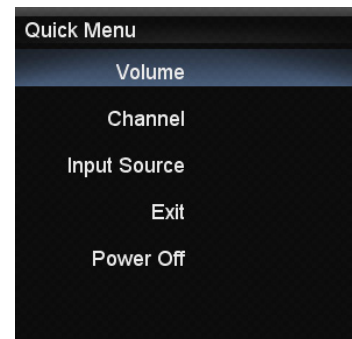 Quick Menu
Volume
Channel
Input Source
Exit
Power Off